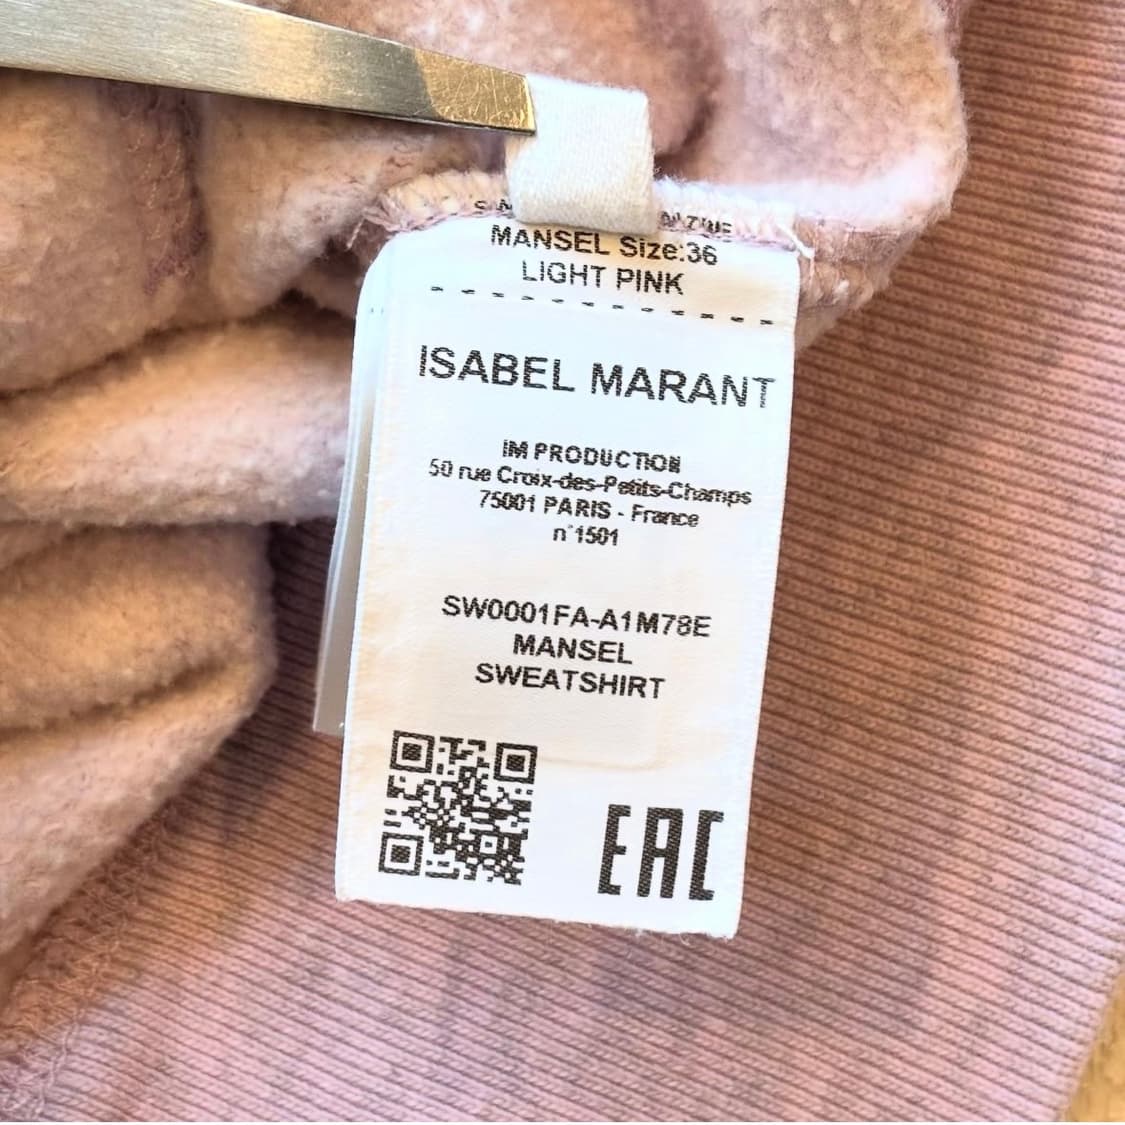 MANSEL Size:36
LIGHT PINK
ISABEL MARANT
IM PRODUCTION
50 rue Croix-des-Petits-Champs
75001 PARIS - France
n°1501
SW0001FA-A1M78E
MANSEL
SWEATSHIRT
EAC